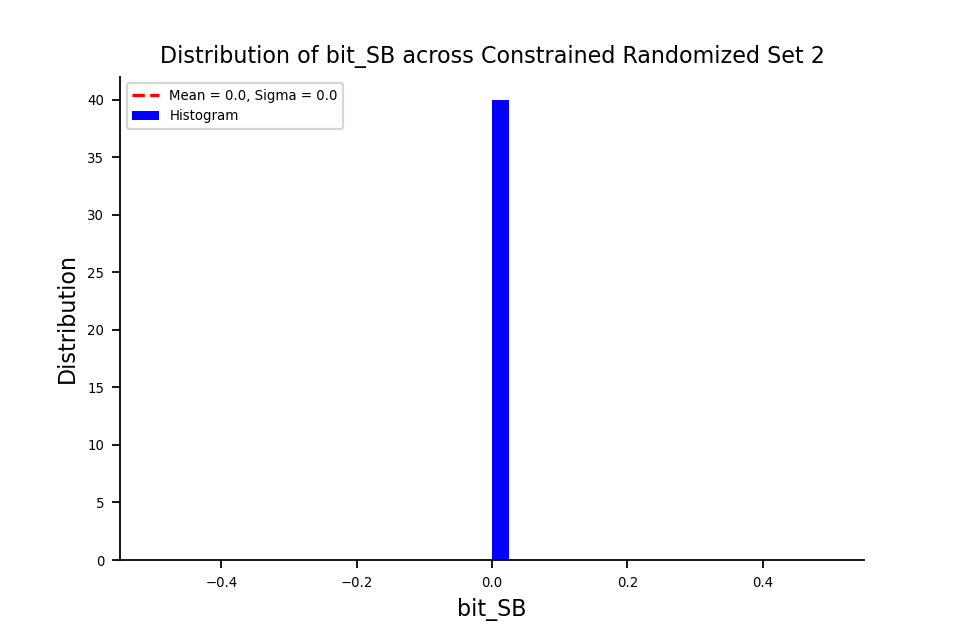 Distribution of bit_SB across Constrained Randomized Set 2
Mean = 0.0, Sigma = 0.0
Histogram
Distribution
40
35
30
25
20
15
10
5
0
−0.4
−0.2
0.0
0.2
0.4
bit_SB